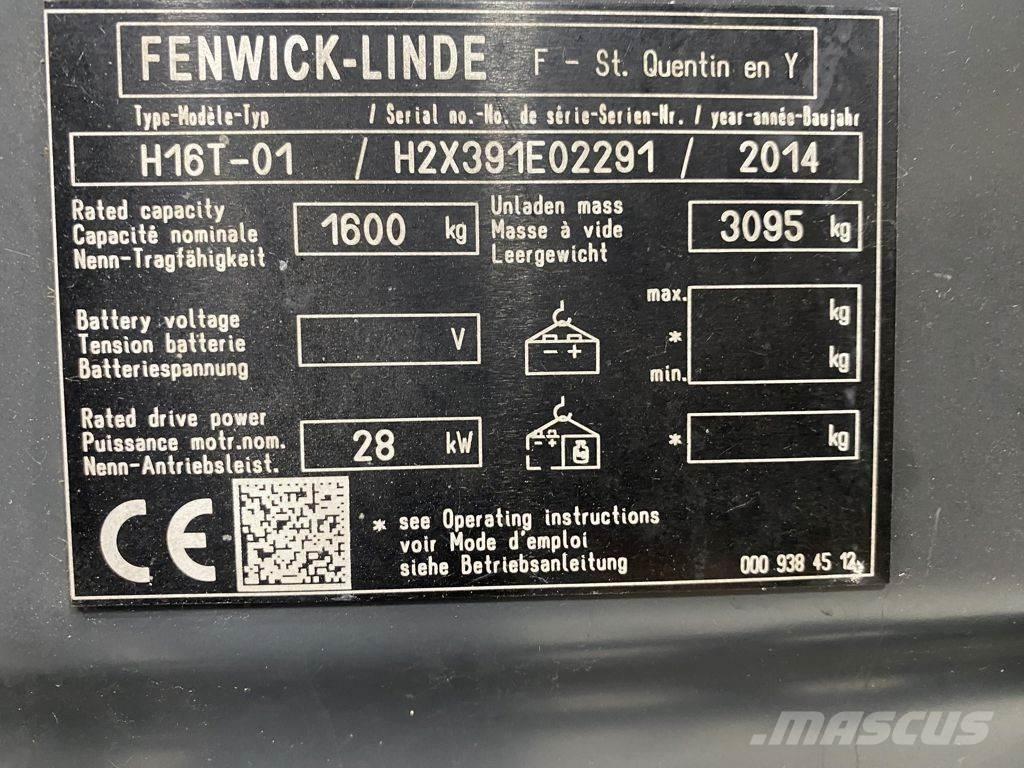 FENWICK-LINDE F - St. Quentin en Y
Type-Modèle-Typ / Serial no.-No. de série-Serien-Nr. / year-année-Baujahr
H16T-01 / H2X391E02291 / 2014
Rated capacity
Capacité nominale
Nenn-Tragfähigkeit
1600 kg
Unladen mass
Masse à vide
Leergewicht
3095 kg
Battery voltage
Tension batterie
Batteriespannung
V
- +
max. kg
*
min. kg
Rated drive power
Puissance motr.nom.
Nenn-Antriebsleist.
28 kW
- +
* kg
CE
* see Operating instructions
voir Mode d'emploi
siehe Betriebsanleitung
000 938 45 12
MASCUS